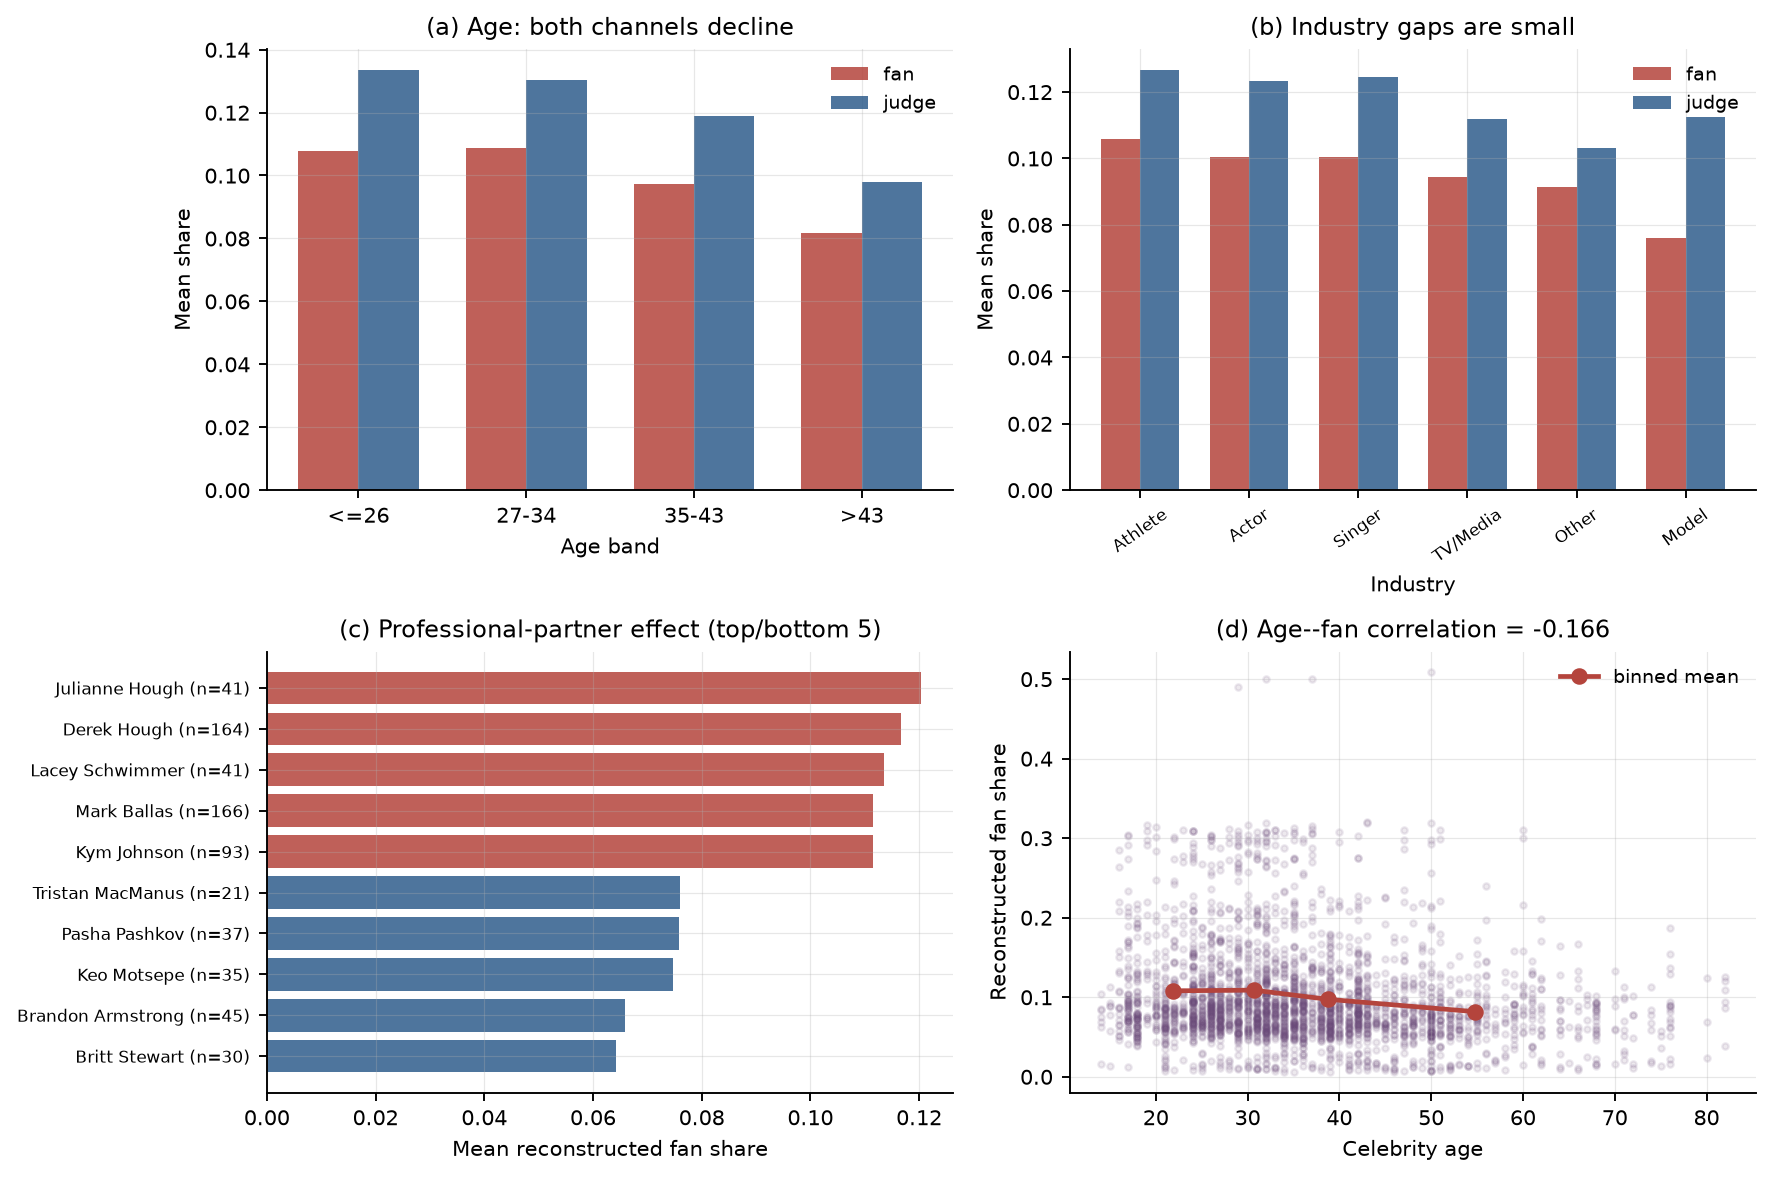 (a) Age: both channels decline
fan
judge
Mean share
0.14
0.12
0.10
0.08
0.06
0.04
0.02
0.00
<=26 27-34 35-43 >43
Age band
(b) Industry gaps are small
fan
judge
Mean share
0.12
0.10
0.08
0.06
0.04
0.02
0.00
Athlete Actor Singer TV/Media Other Model
Industry
(c) Professional-partner effect (top/bottom 5)
Julianne Hough (n=41)
Derek Hough (n=164)
Lacey Schwimmer (n=41)
Mark Ballas (n=166)
Kym Johnson (n=93)
Tristan MacManus (n=21)
Pasha Pashkov (n=37)
Keo Motsepe (n=35)
Brandon Armstrong (n=45)
Britt Stewart (n=30)
0.00 0.02 0.04 0.06 0.08 0.10 0.12
Mean reconstructed fan share
(d) Age--fan correlation = -0.166
binned mean
Reconstructed fan share
0.5
0.4
0.3
0.2
0.1
0.0
20 30 40 50 60 70 80
Celebrity age